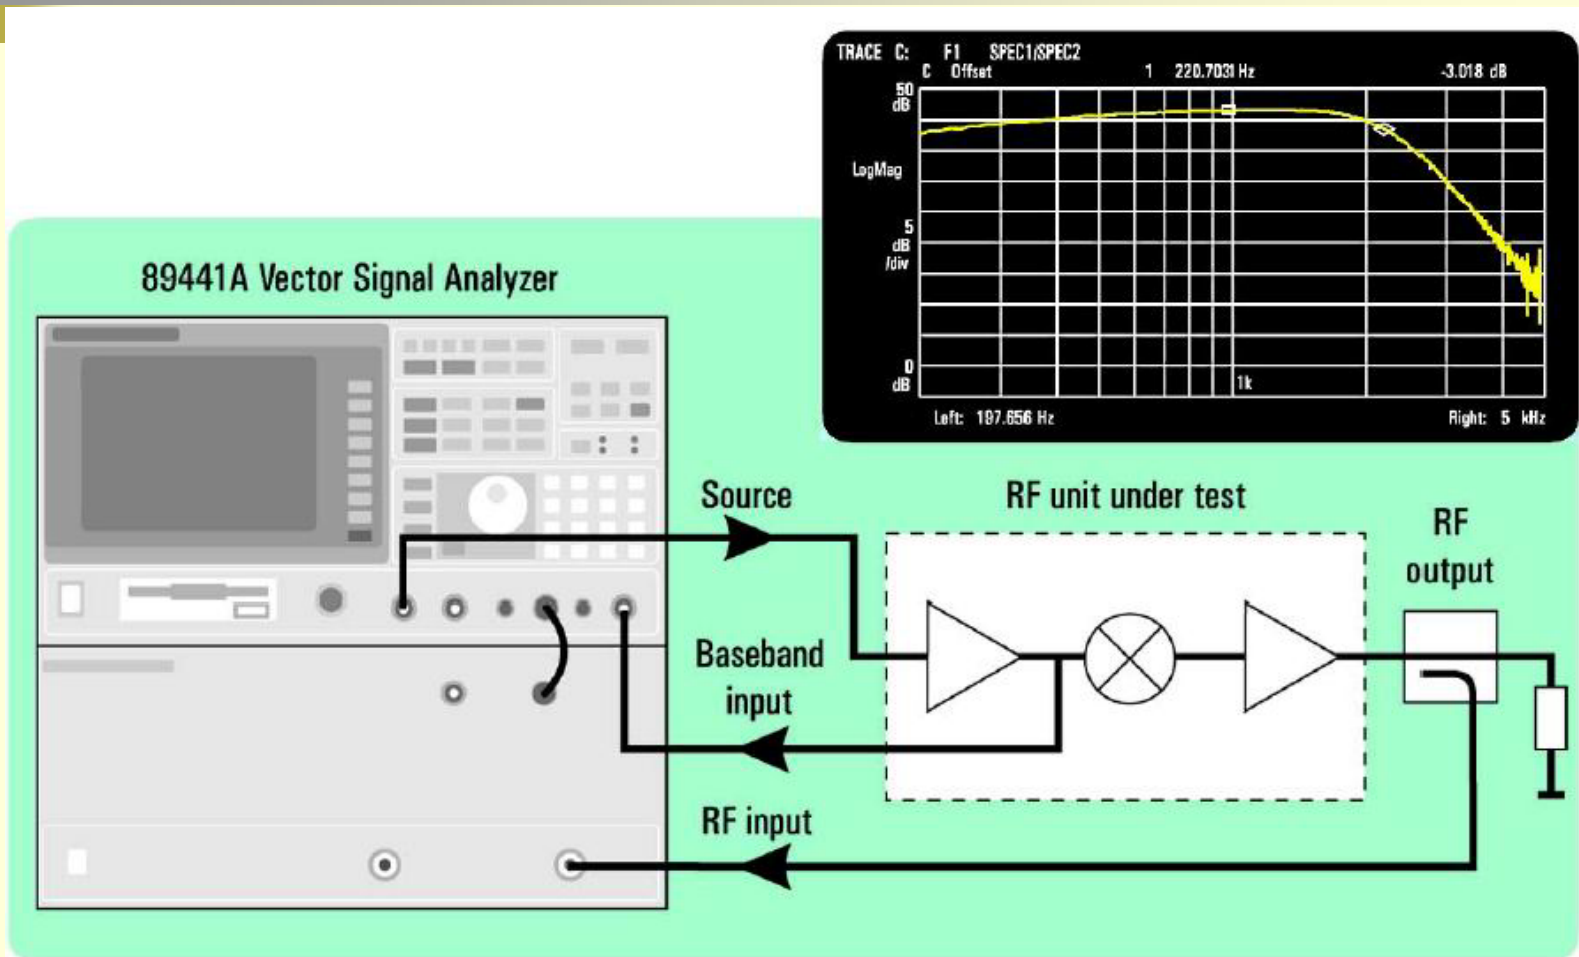 TRACE C: F1 SPEC1/SPEC2
C Offset 1 220.7031 Hz -3.018 dB
50
dB
LogMag
5
dB
/div
0
dB
1k
Left: 197.656 Hz Right: 5 kHz
89441A Vector Signal Analyzer
Source
RF unit under test
RF
output
Baseband
input
RF input